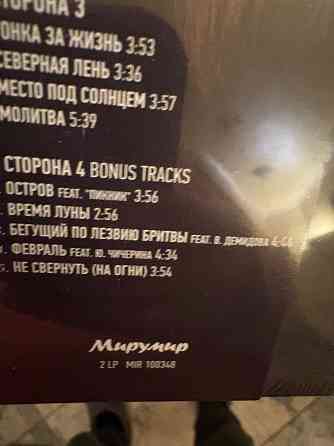 СТОРОНА 3
ГОНКА ЗА ЖИЗНЬ 3:53
СЕВЕРНАЯ ЛЕНЬ 3:36
МЕСТО ПОД СОЛНЦЕМ 3:57
МОЛИТВА 5:39
СТОРОНА 4 BONUS TRACKS
ОСТРОВ FEAT. "ПИКНИК" 3:56
ВРЕМЯ ЛУНЫ 2:56
БЕГУЩИЙ ПО ЛЕЗВИЮ БРИТВЫ FEAT. В. ДЕМИДОВА 4:44
ФЕВРАЛЬ FEAT. Ю. ЧИЧЕРИНА 4:34
НЕ СВЕРНУТЬ (НА ОГНИ) 3:54
Мирумир
2 LP MIR 100348